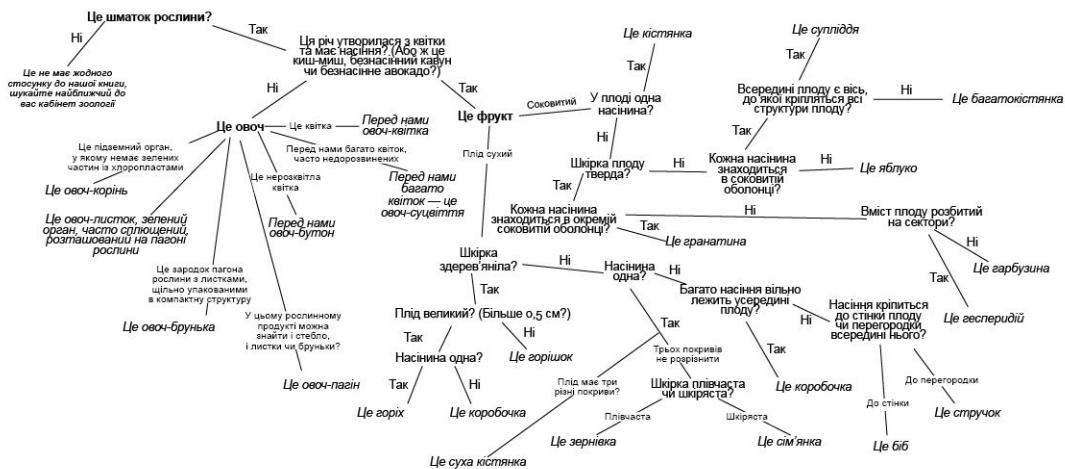 Це шматок рослини?
Ні
Так
Це не має жодного
стосунку до нашої книги,
шукайте найближчий до
вас кабінет зоології
Ця річ утворилася з квітки
та має насіння? (Або ж це
киш-миш, безнасінний кавун
чи безнасінне авокадо?)
Ні
Так
Це овоч
Це квітка
Перед нами
овоч-квітка
Перед нами багато квіток,
часто недорозвинених
Перед нами
багато
квіток — це
овоч-суцвіття
Це нерозквітла
квітка
Перед нами
овоч-бутон
Це підземний орган,
у якому немає зелених
частин із хлоропластами
Це овоч-корінь
Це овоч-листок, зелений
орган, часто сплющений,
розташований на пагоні
рослини
Це зародок пагона
рослини з листками,
щільно упакованими
в компактну структуру
Це овоч-брунька
У цьому рослинному
продукті можна
знайти і стебло,
і листки чи бруньки?
Це овоч-пагін
Це фрукт
Соковитий
Плід сухий
У плоді одна
насінина?
Так
Це кістянка
Ні
Шкірка плоду
тверда?
Ні
Так
Кожна насінина
знаходиться
в соковитій
оболонці?
Так
Ні
Це яблуко
Всередині плоду є вісь,
до якої кріпляться всі
структури плоду?
Так
Це супліддя
Ні
Це багатокістянка
Кожна насінина
знаходиться в окремій
соковитій оболонці?
Так
Це гранатина
Ні
Вміст плоду розбитий
на сектори?
Ні
Це гарбузина
Так
Це гесперидій
Шкірка
здерев’яніла?
Ні
Так
Плід великий? (Більше 0,5 см?)
Ні
Це горішок
Так
Насінина одна?
Так
Це горіх
Ні
Це коробочка
Насінина
одна?
Ні
Так
Плід має три
різні покриви?
Це суха кістянка
Трьох покривів
не розрізнити
Шкірка плівчаста
чи шкіряста?
Плівчаста
Це зернівка
Шкіряста
Це сім’янка
Багато насіння вільно
лежить усередині
плоду?
Так
Це коробочка
Ні
Насіння кріпиться
до стінки плоду
чи перегородки
всередині нього?
До перегородки
Це стручок
До стінки
Це біб